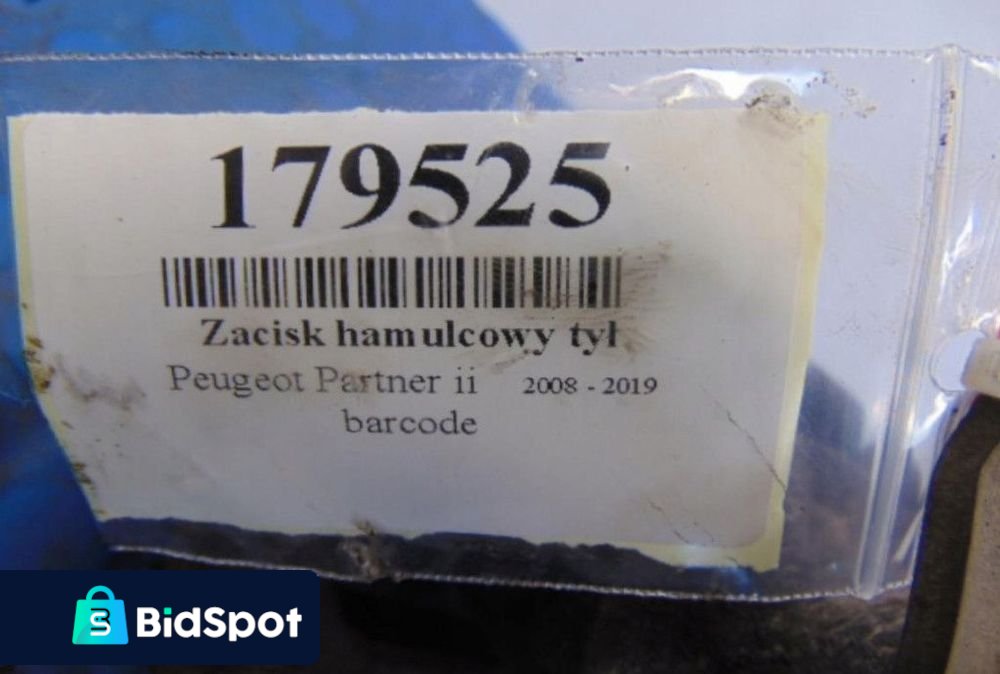 179525
Zacisk hamulcowy tył
Peugeot Partner ii 2008 - 2019
barcode
BidSpot